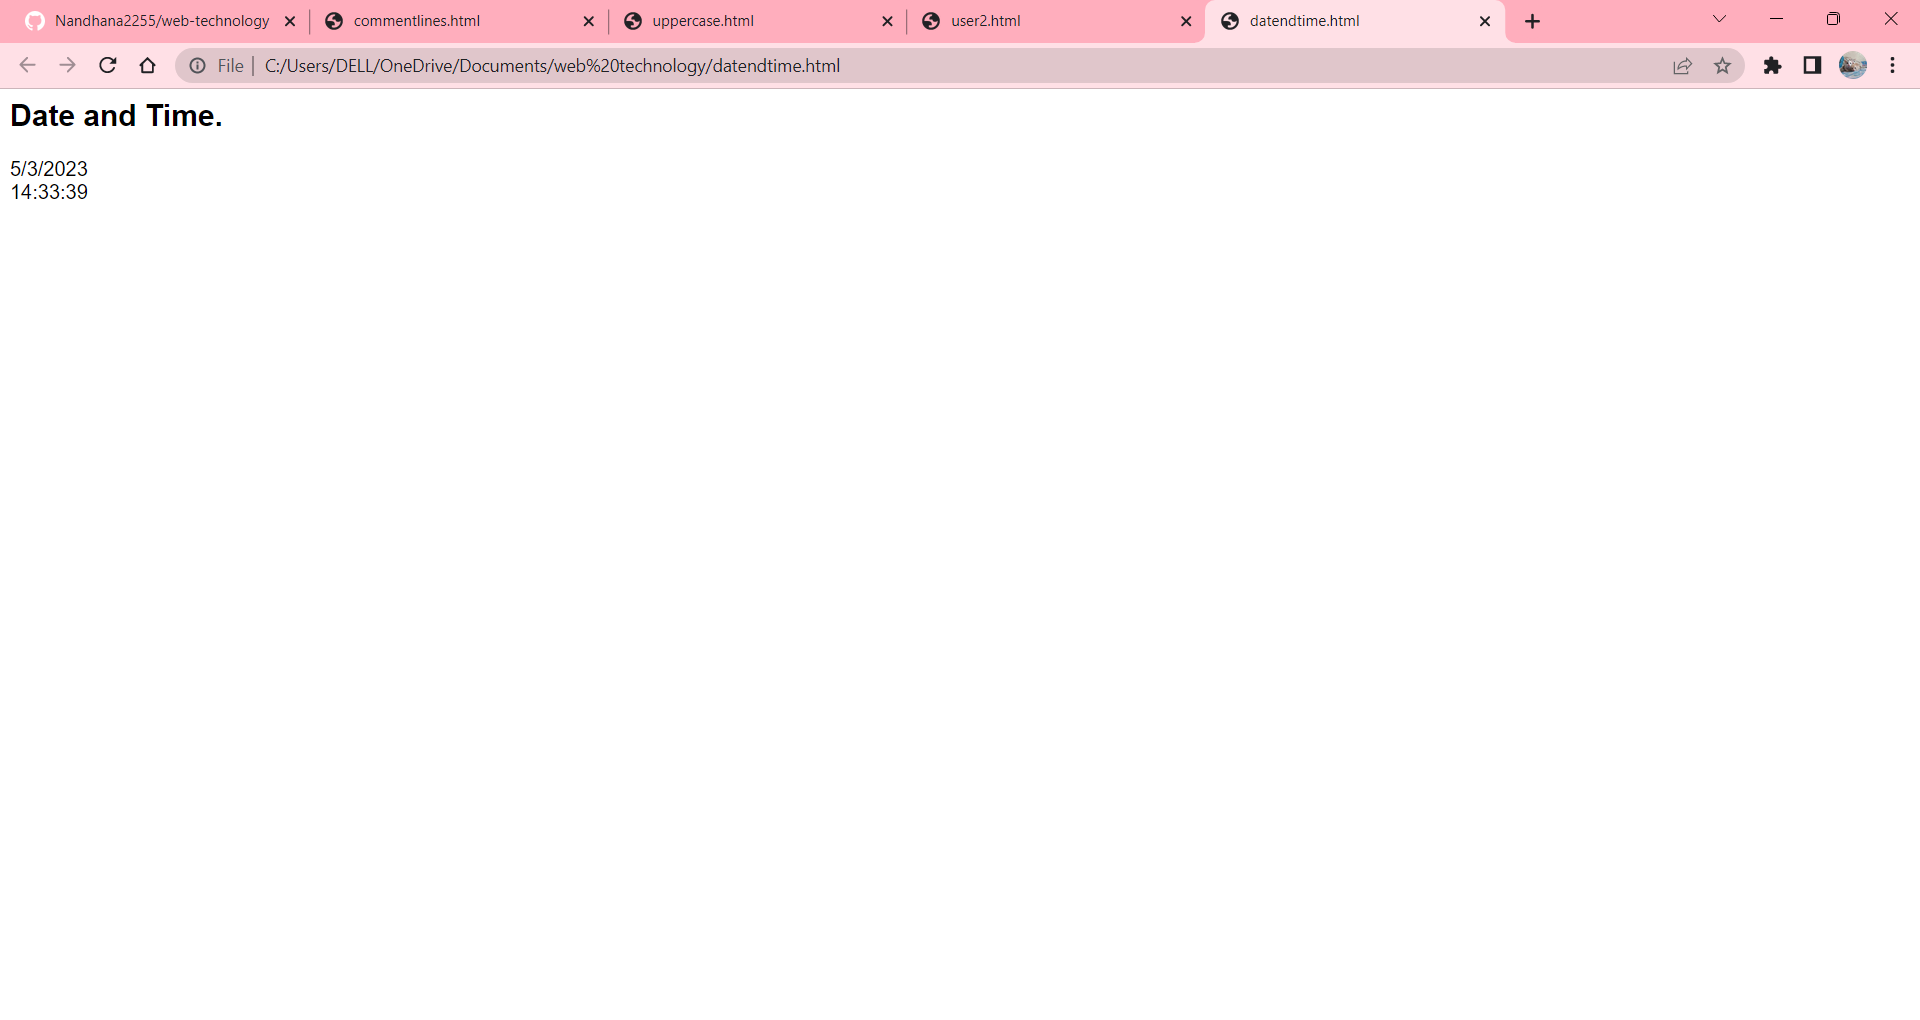 Nandhana2255/web-technology
commentlines.html
uppercase.html
user2.html
datendtime.html
File
C:/Users/DELL/OneDrive/Documents/web%20technology/datendtime.html
Date and Time.
5/3/2023
14:33:39